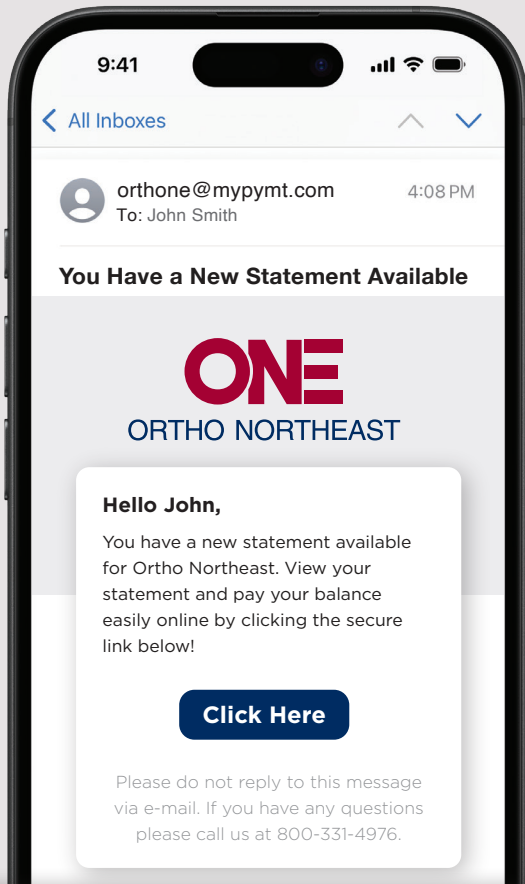 9:41
All Inboxes
orthone@mypymt.com 4:08 PM
To: John Smith
You Have a New Statement Available
ONE
ORTHO NORTHEAST
Hello John,
You have a new statement available
for Ortho Northeast. View your
statement and pay your balance
easily online by clicking the secure
link below!
Click Here
Please do not reply to this message
via e-mail. If you have any questions
please call us at 800-331-4976.